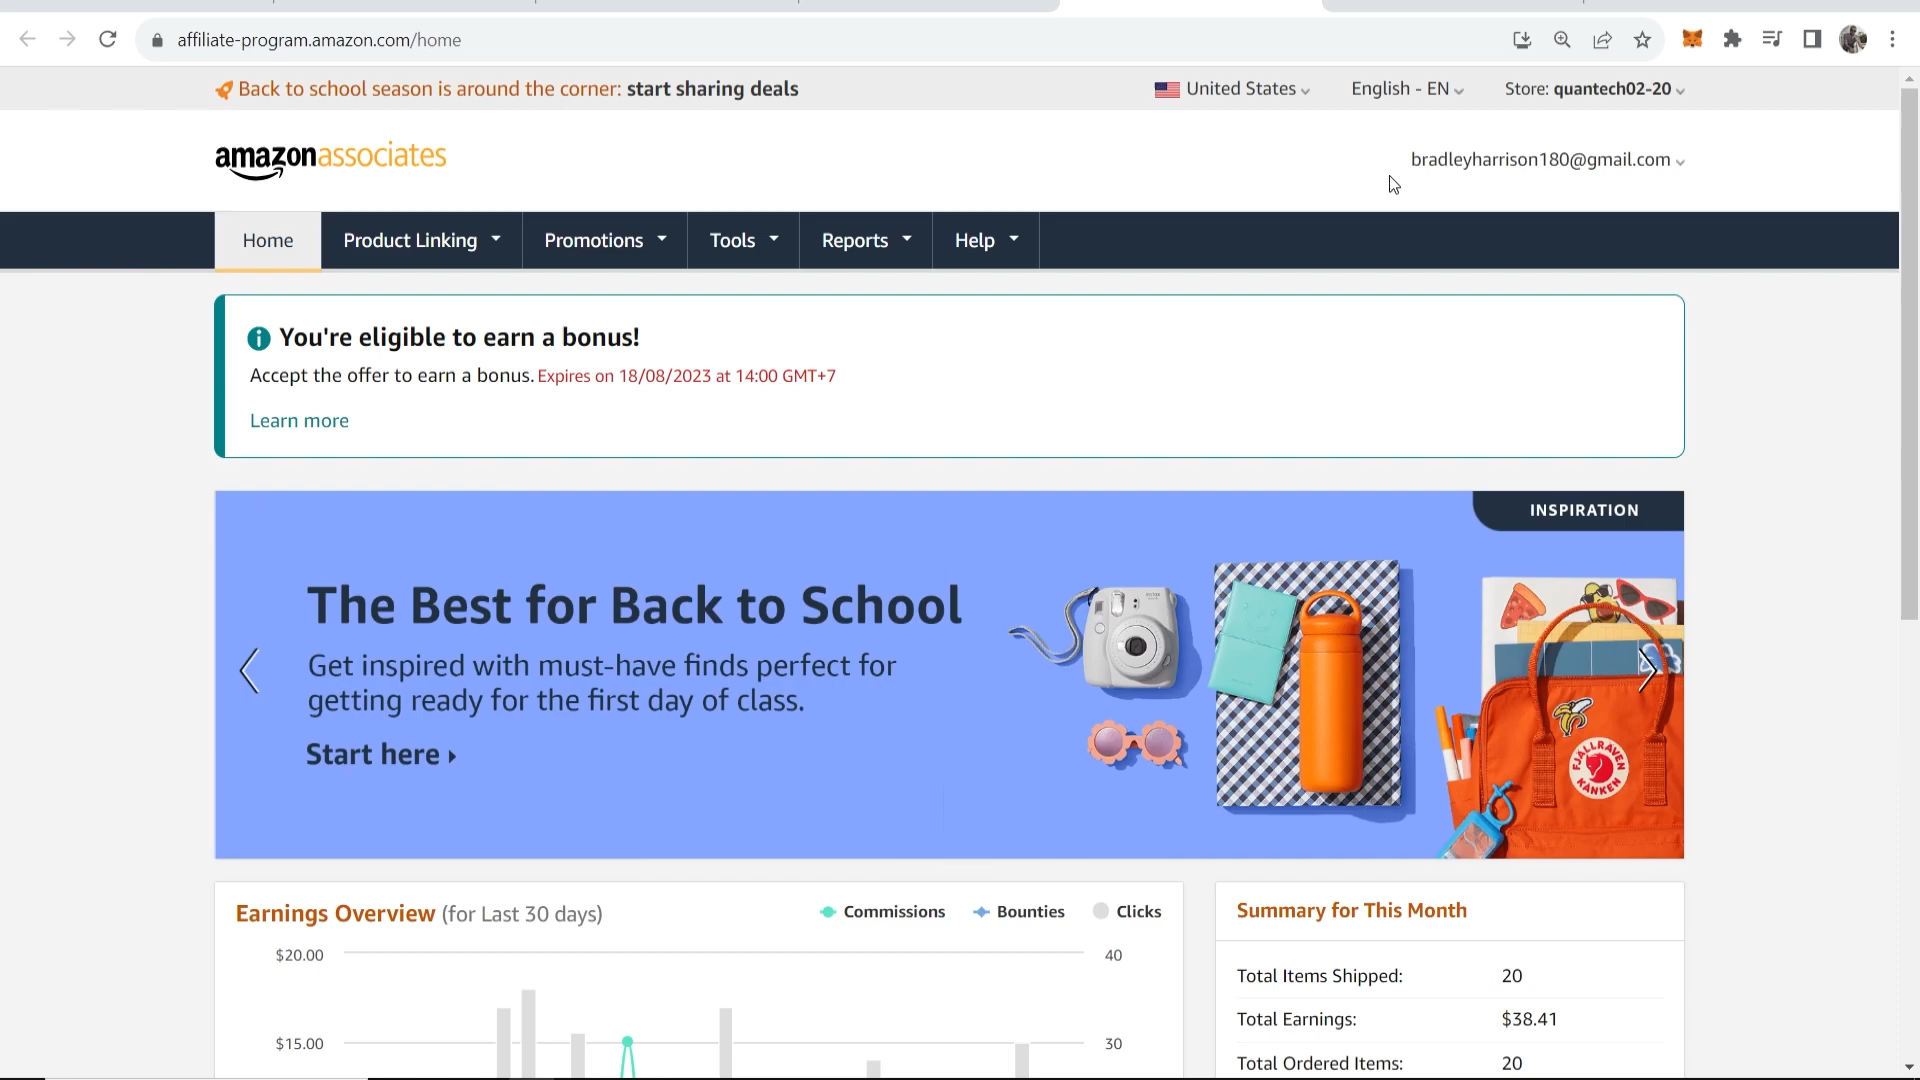 affiliate-program.amazon.com/home
Back to school season is around the corner: start sharing deals
United States
English - EN
Store: quantech02-20
amazonassociates
bradleyharrison180@gmail.com
Home
Product Linking
Promotions
Tools
Reports
Help
You're eligible to earn a bonus!
Accept the offer to earn a bonus. Expires on 18/08/2023 at 14:00 GMT+7
Learn more
INSPIRATION
The Best for Back to School
Get inspired with must-have finds perfect for
getting ready for the first day of class.
Start here
FJÄLLRÄVEN
KÅNKEN
Earnings Overview (for Last 30 days)
Commissions
Bounties
Clicks
$20.00
40
$15.00
30
Summary for This Month
Total Items Shipped: 20
Total Earnings: $38.41
Total Ordered Items: 20